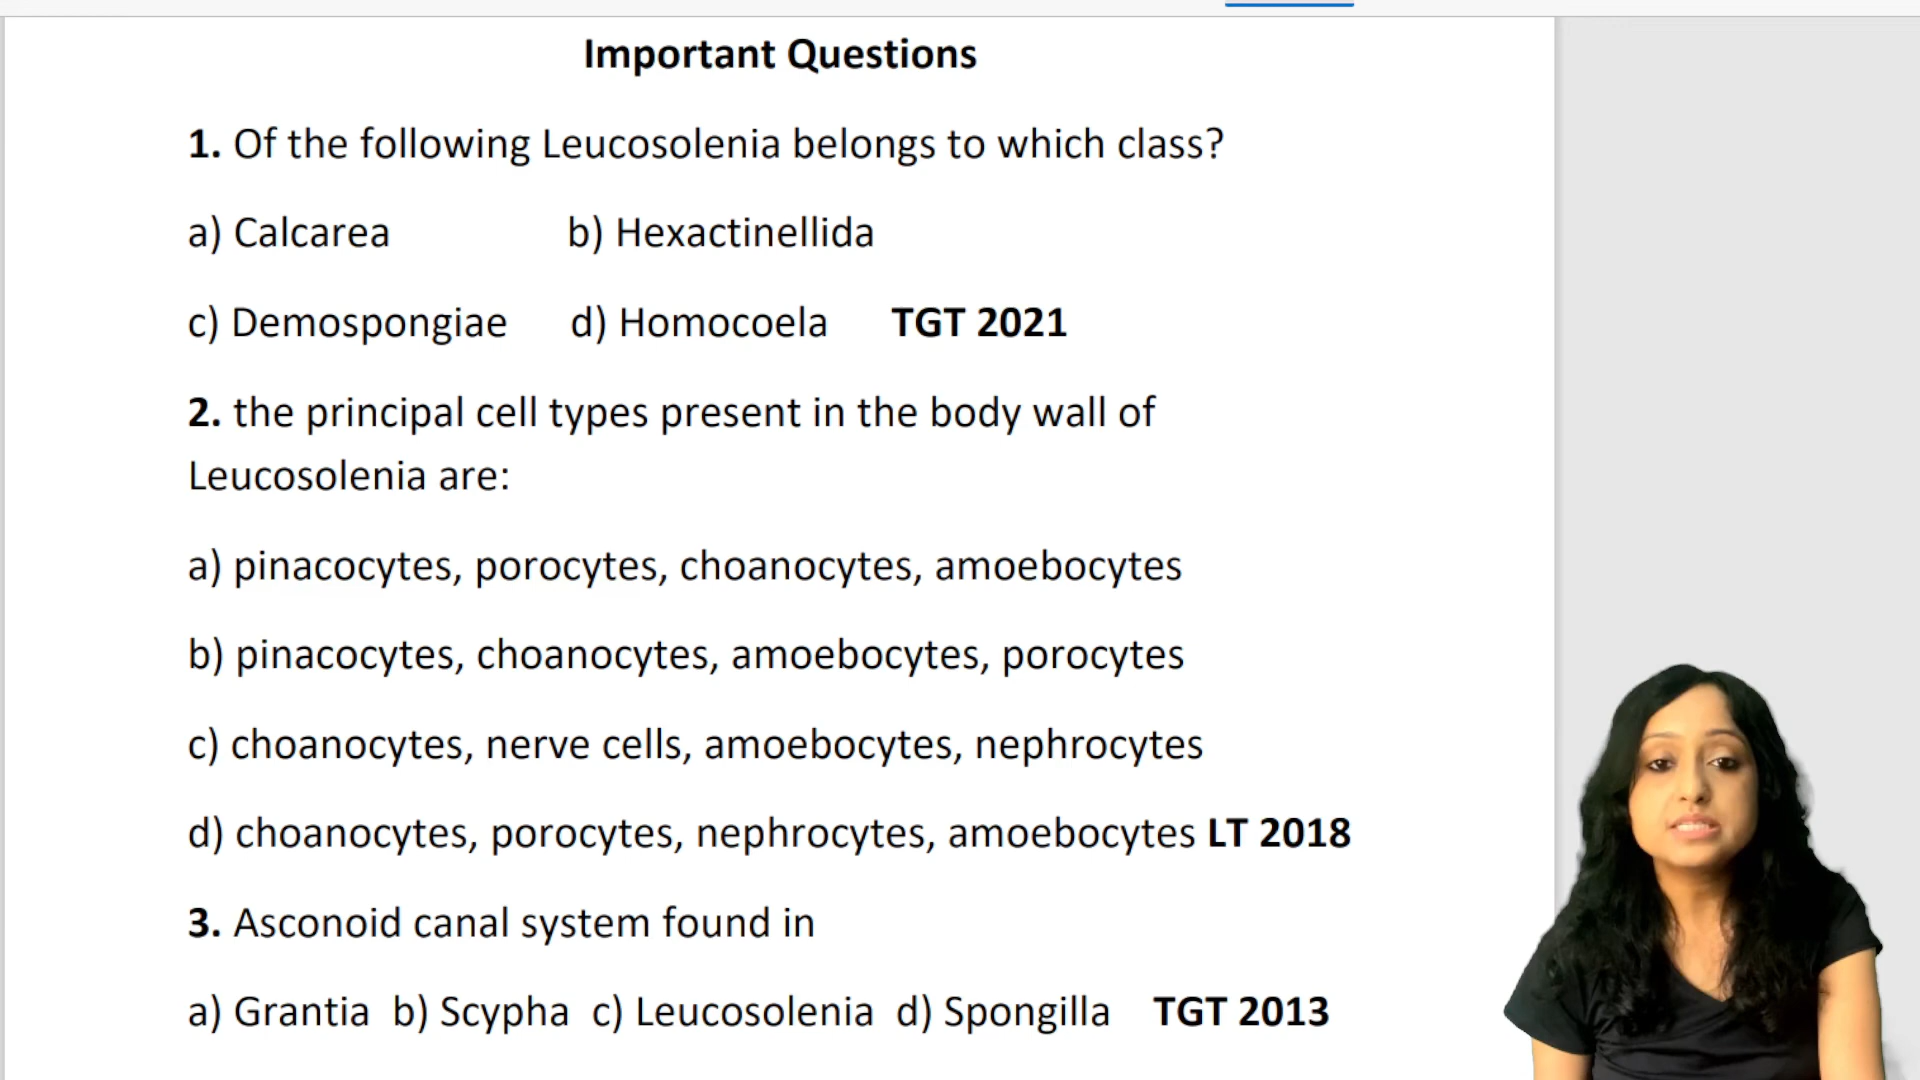 Important Questions
1. Of the following Leucosolenia belongs to which class?
a) Calcarea b) Hexactinellida
c) Demospongiae d) Homocoela TGT 2021
2. the principal cell types present in the body wall of
Leucosolenia are:
a) pinacocytes, porocytes, choanocytes, amoebocytes
b) pinacocytes, choanocytes, amoebocytes, porocytes
c) choanocytes, nerve cells, amoebocytes, nephrocytes
d) choanocytes, porocytes, nephrocytes, amoebocytes LT 2018
3. Asconoid canal system found in
a) Grantia b) Scypha c) Leucosolenia d) Spongilla TGT 2013